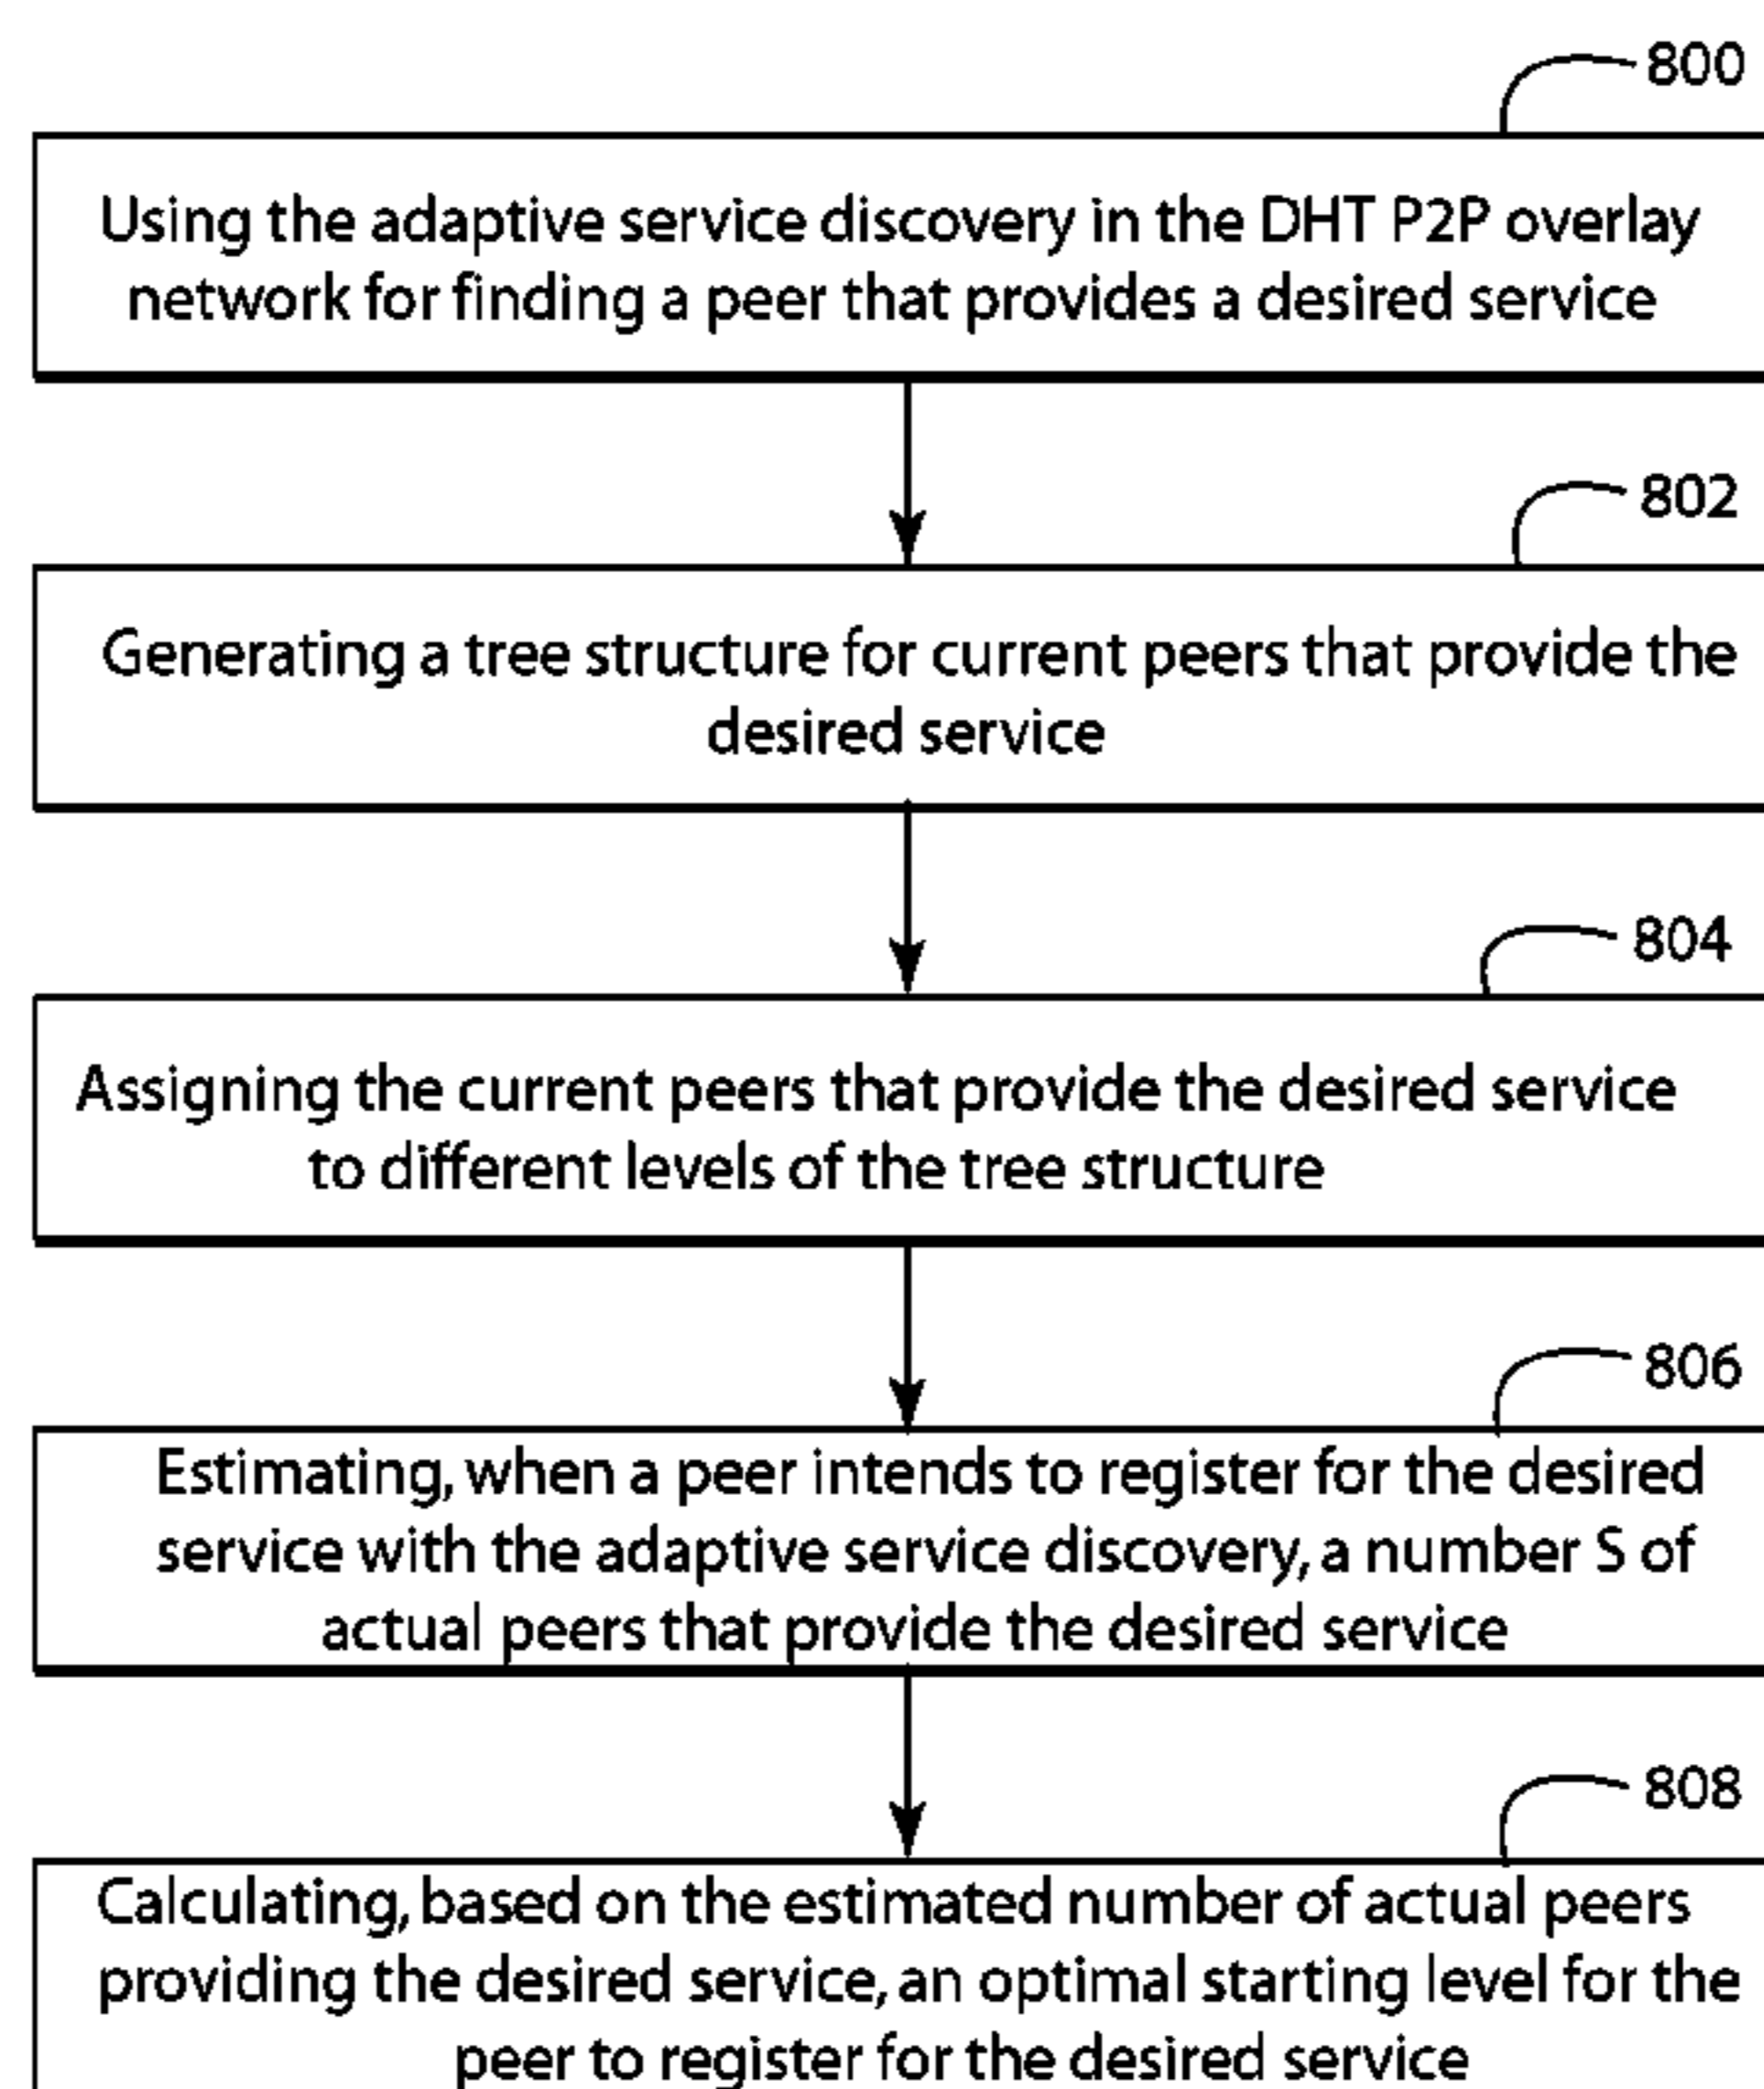 800
Using the adaptive service discovery in the DHT P2P overlay
network for finding a peer that provides a desired service
802
Generating a tree structure for current peers that provide the
desired service
804
Assigning the current peers that provide the desired service
to different levels of the tree structure
806
Estimating, when a peer intends to register for the desired
service with the adaptive service discovery, a number S of
actual peers that provide the desired service
808
Calculating, based on the estimated number of actual peers
providing the desired service, an optimal starting level for the
peer to register for the desired service